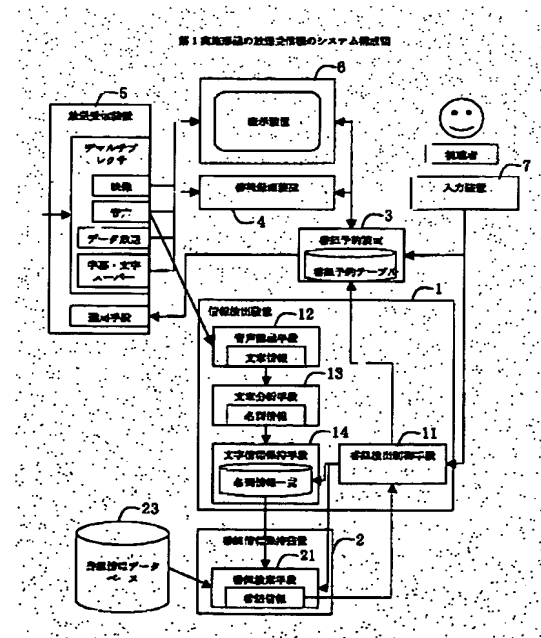 第1実施形態の放送受信機のシステム構成図
6
5
放送受信装置
表示装置
デマルチプ
レクサ
映像
視聴者
7
音声
番組録画装置
入力装置
4
3
データ放送
番組予約装置
字幕・文字
スーパー
番組予約テーブル
1
選局手段
情報抽出装置
12
音声認識手段
文字情報
13
文字分析手段
名詞情報
14
11
文字情報保持手段
番組抽出制御手段
名詞情報一覧
23
番組情報保持装置
2
21
番組情報データ
ベース
番組検索手段
番組情報